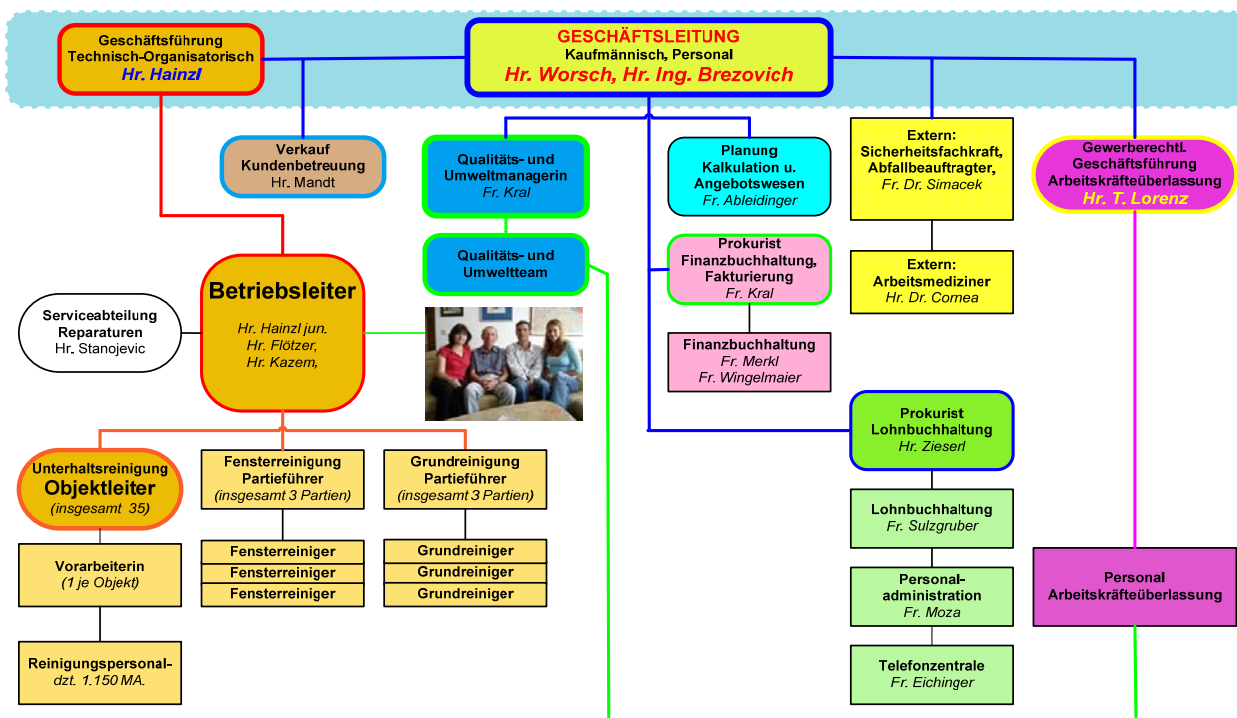 Geschäftsführung
Technisch-Organisatorisch
Hr. Hainzl
GESCHÄFTSLEITUNG
Kaufmännisch, Personal
Hr. Worsch, Hr. Ing. Brezovich
Verkauf
Kundenbetreuung
Hr. Mandt
Qualitäts- und
Umweltmanagerin
Fr. Kral
Planung
Kalkulation u.
Angebotswesen
Fr. Ableidinger
Extern:
Sicherheitsfachkraft,
Abfallbeauftragter,
Fr. Dr. Simacek
Gewerberechtl.
Geschäftsführung
Arbeitskräfteüberlassung
Hr. T. Lorenz
Qualitäts- und
Umweltteam
Prokurist
Finanzbuchhaltung,
Fakturierung
Fr. Kral
Extern:
Arbeitsmediziner
Hr. Dr. Cornea
Serviceabteilung
Reparaturen
Hr. Stanojevic
Betriebsleiter
Hr. Hainzl jun.
Hr. Flötzer,
Hr. Kazem,
Finanzbuchhaltung
Fr. Merkl
Fr. Wingelmaier
Prokurist
Lohnbuchhaltung
Hr. Zieserl
Unterhaltsreinigung
Objektleiter
(insgesamt 35)
Fensterreinigung
Partieführer
(insgesamt 3 Partien)
Grundreinigung
Partieführer
(insgesamt 3 Partien)
Lohnbuchhaltung
Fr. Sulzgruber
Vorarbeiterin
(1 je Objekt)
Fensterreiniger
Fensterreiniger
Fensterreiniger
Grundreiniger
Grundreiniger
Grundreiniger
Personal-
administration
Fr. Moza
Personal
Arbeitskräfteüberlassung
Reinigungspersonal-
dzt. 1.150 MA.
Telefonzentrale
Fr. Eichinger